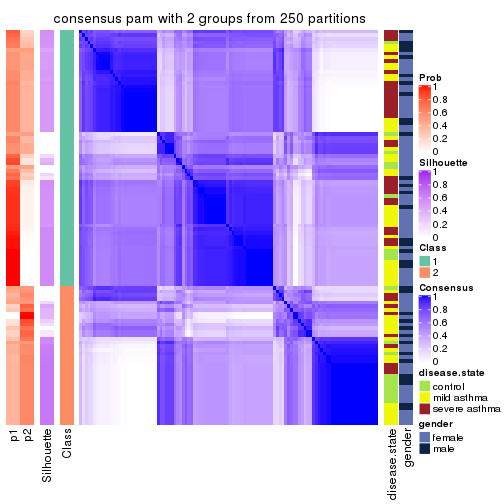 consensus pam with 2 groups from 250 partitions
Prob
1
0.8
0.6
0.4
0.2
0
Silhouette
1
0.8
0.6
0.4
0.2
0
Class
1
2
Consensus
1
0.8
0.6
0.4
0.2
0
disease.state
control
mild asthma
severe asthma
gender
female
male
p1
p2
Silhouette
Class
disease.state
gender